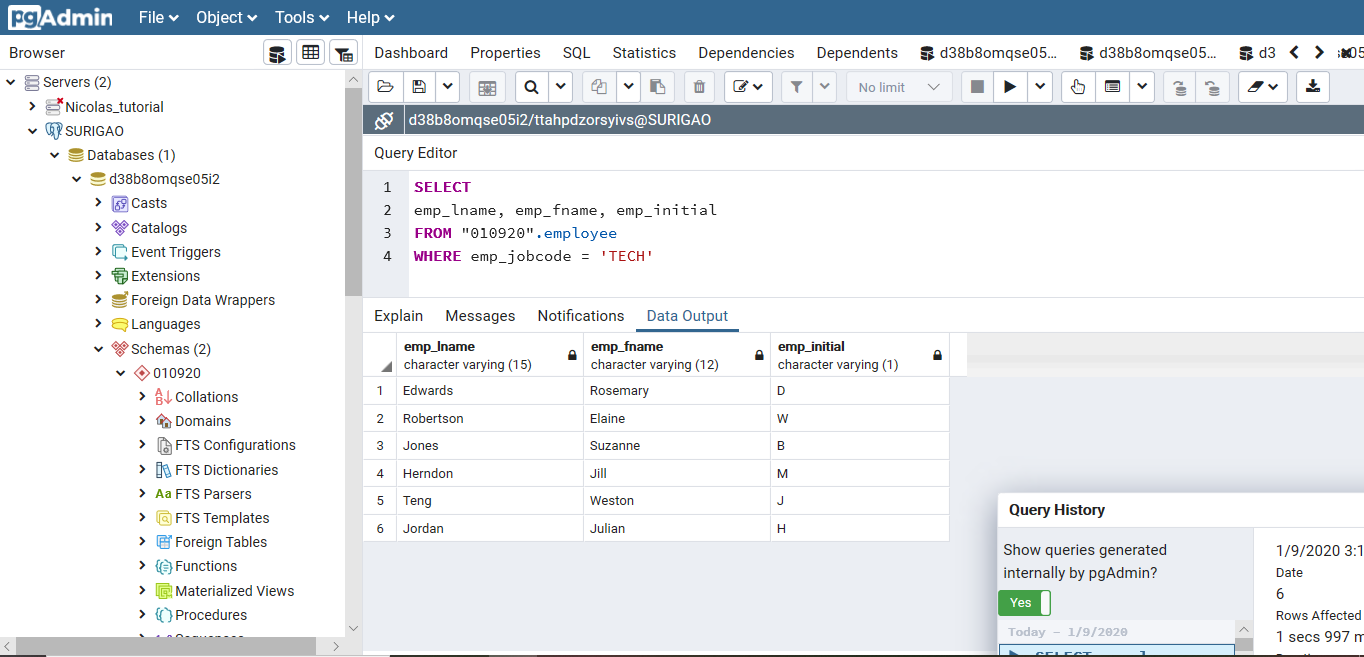 pgAdmin File Object Tools Help
Browser
Dashboard Properties SQL Statistics Dependencies Dependents d38b8omqse05... d38b8omqse05... d3
Servers (2)
Nicolas_tutorial
SURIGAO
Databases (1)
d38b8omqse05i2
Casts
Catalogs
Event Triggers
Extensions
Foreign Data Wrappers
Languages
Schemas (2)
010920
Collations
Domains
FTS Configurations
FTS Dictionaries
Aa FTS Parsers
FTS Templates
Foreign Tables
Functions
Materialized Views
Procedures
No limit
d38b8omqse05i2/ttahpdzorsyivs@SURIGAO
Query Editor
1 SELECT
2 emp_lname, emp_fname, emp_initial
3 FROM "010920".employee
4 WHERE emp_jobcode = 'TECH'
Explain Messages Notifications Data Output
emp_lname emp_fname emp_initial
character varying (15) character varying (12) character varying (1)
1 Edwards Rosemary D
2 Robertson Elaine W
3 Jones Suzanne B
4 Herndon Jill M
5 Teng Weston J
6 Jordan Julian H
Query History
Show queries generated
internally by pgAdmin?
Yes
Today - 1/9/2020
1/9/2020 3:1
Date
6
Rows Affected
1 secs 997 m